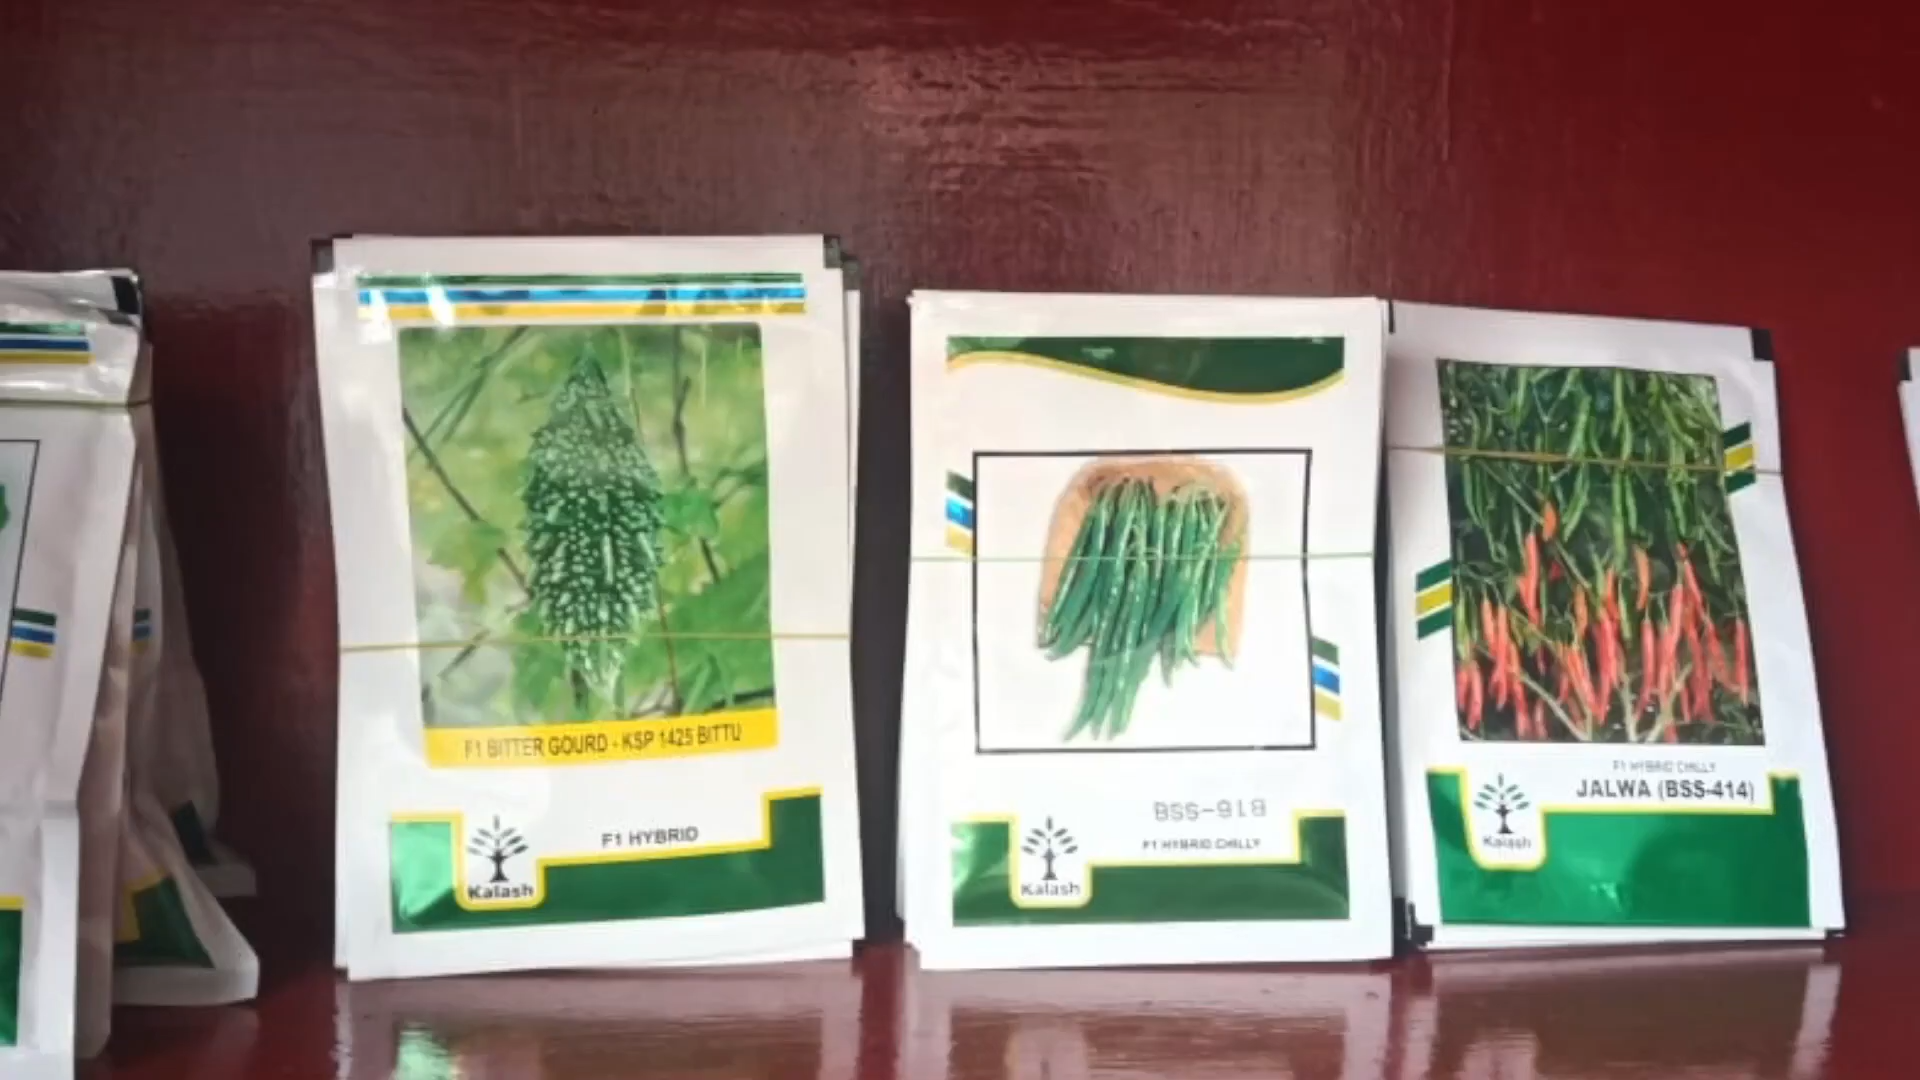 F1 BITTER GOURD - KSP 1425 BITTU
F1 HYBRID
Kalash
BSS-918
F1 HYBRID CHILLY
Kalash
F1 HYBRID CHILLY
JALWA (BSS-414)
Kalash